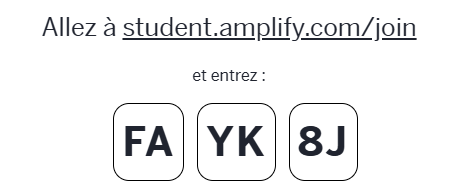 Allez à student.amplify.com/join
et entrez :
FA YK 8J